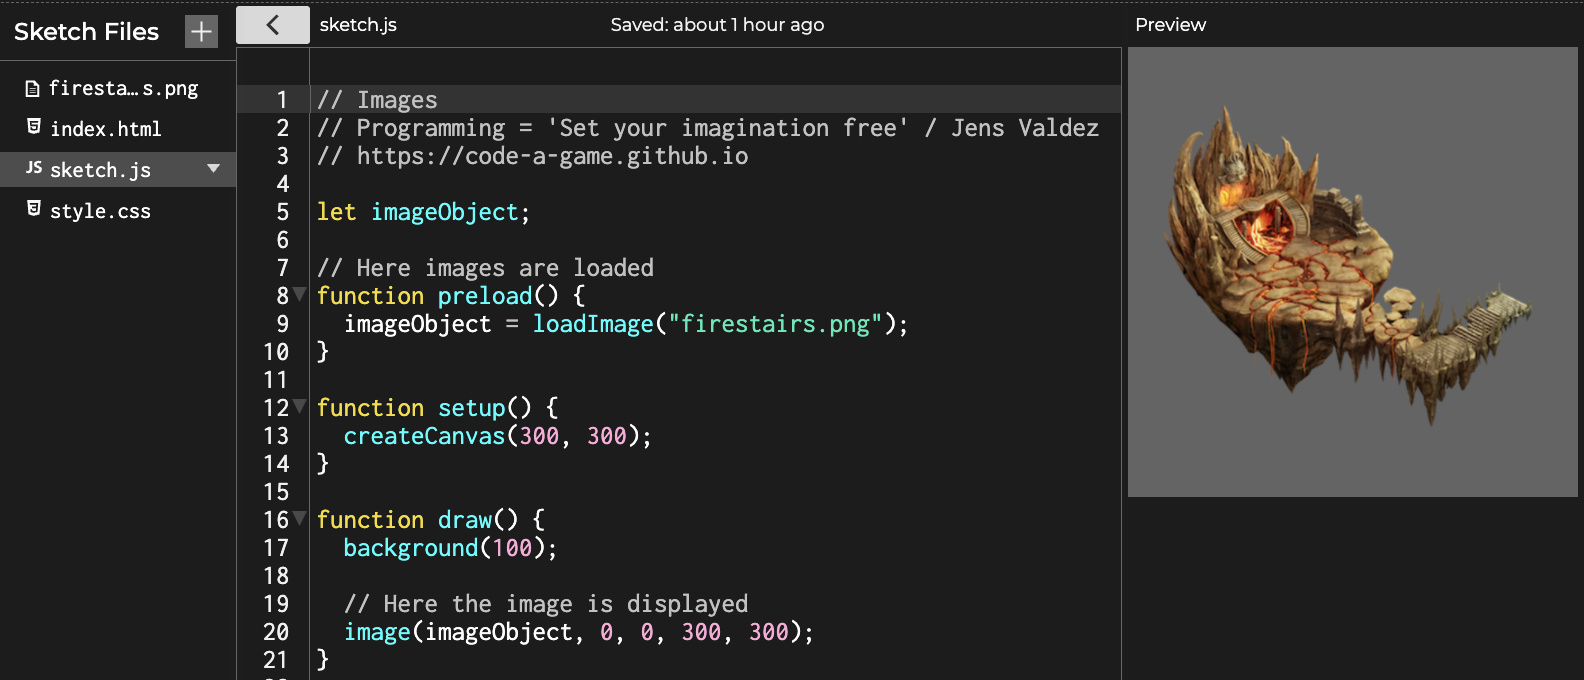 Sketch Files
+
sketch.js
Saved: about 1 hour ago
Preview
firesta…s.png
index.html
JS sketch.js
style.css
1 // Images
2 // Programming = 'Set your imagination free' / Jens Valdez
3 // https://code-a-game.github.io
4
5 let imageObject;
6
7 // Here images are loaded
8 function preload() {
9   imageObject = loadImage("firestairs.png");
10 }
11
12 function setup() {
13   createCanvas(300, 300);
14 }
15
16 function draw() {
17   background(100);
18
19   // Here the image is displayed
20   image(imageObject, 0, 0, 300, 300);
21 }